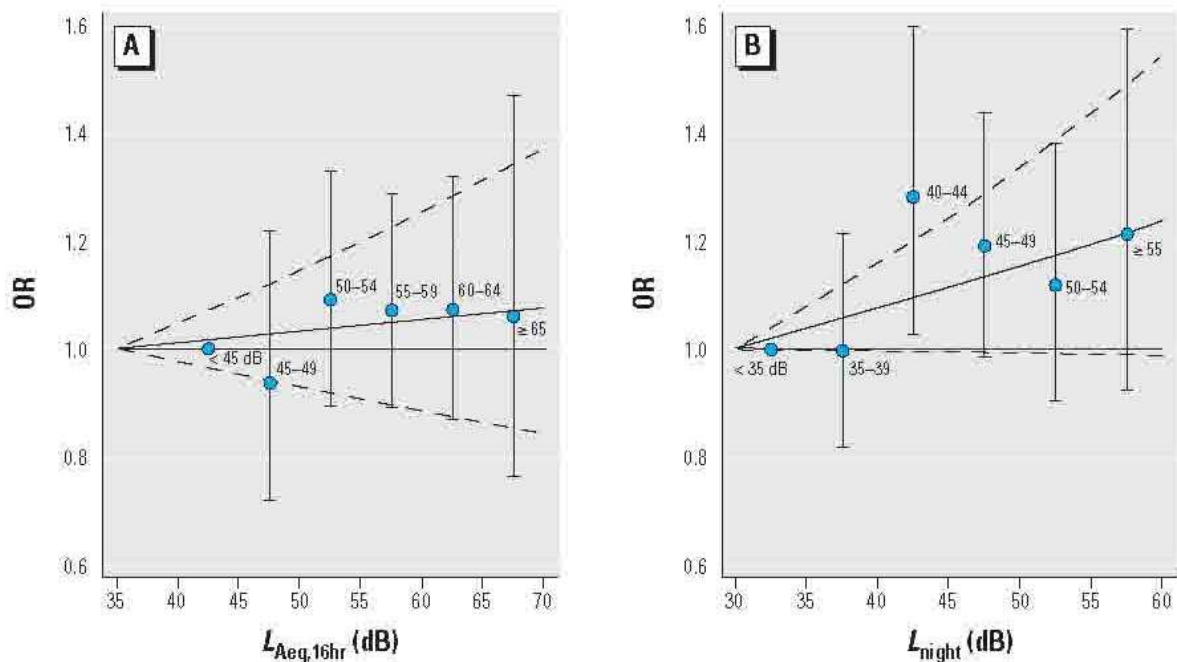 A
OR
1.6
1.4
1.2
1.0
0.8
0.6
50–54
55–59
60–64
≥ 65
< 45 dB
45–49
35 40 45 50 55 60 65 70
LAeq,16hr (dB)
B
OR
1.6
1.4
1.2
1.0
0.8
0.6
40–44
45–49
≥ 55
50–54
< 35 dB
35–39
30 35 40 45 50 55 60
Lnight (dB)